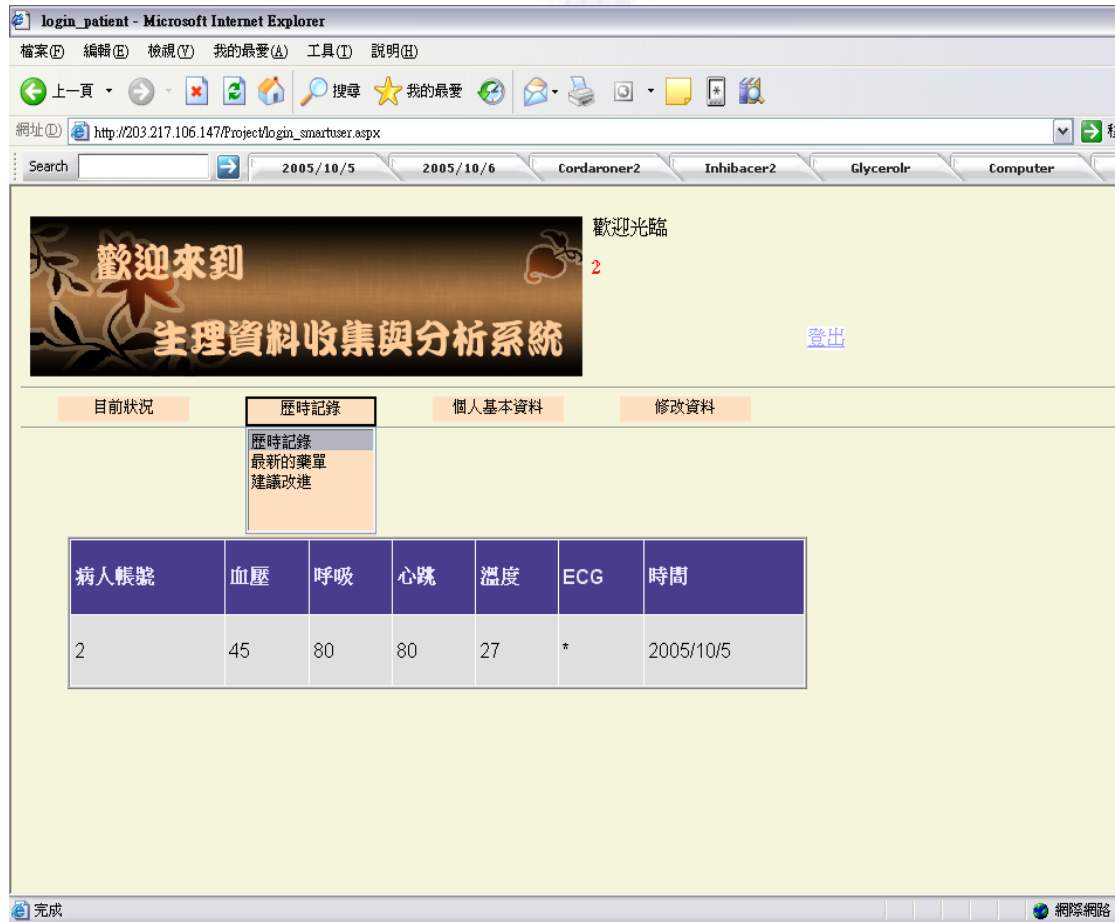 login_patient - Microsoft Internet Explorer
檔案(F) 編輯(E) 檢視(V) 我的最愛(A) 工具(T) 說明(H)
上一頁 搜尋 我的最愛
網址(D) http://203.217.106.147/Project/login_smartuser.aspx
Search 2005/10/5 2005/10/6 Cordaroner2 Inhibacer2 Glycerolr Computer
歡迎來到
生理資料收集與分析系統
歡迎光臨
2
登出
目前狀況 歷時記錄 個人基本資料 修改資料
歷時記錄
最新的藥單
建議改進
病人帳號 血壓 呼吸 心跳 溫度 ECG 時間
2 45 80 80 27 * 2005/10/5
完成 網際網路